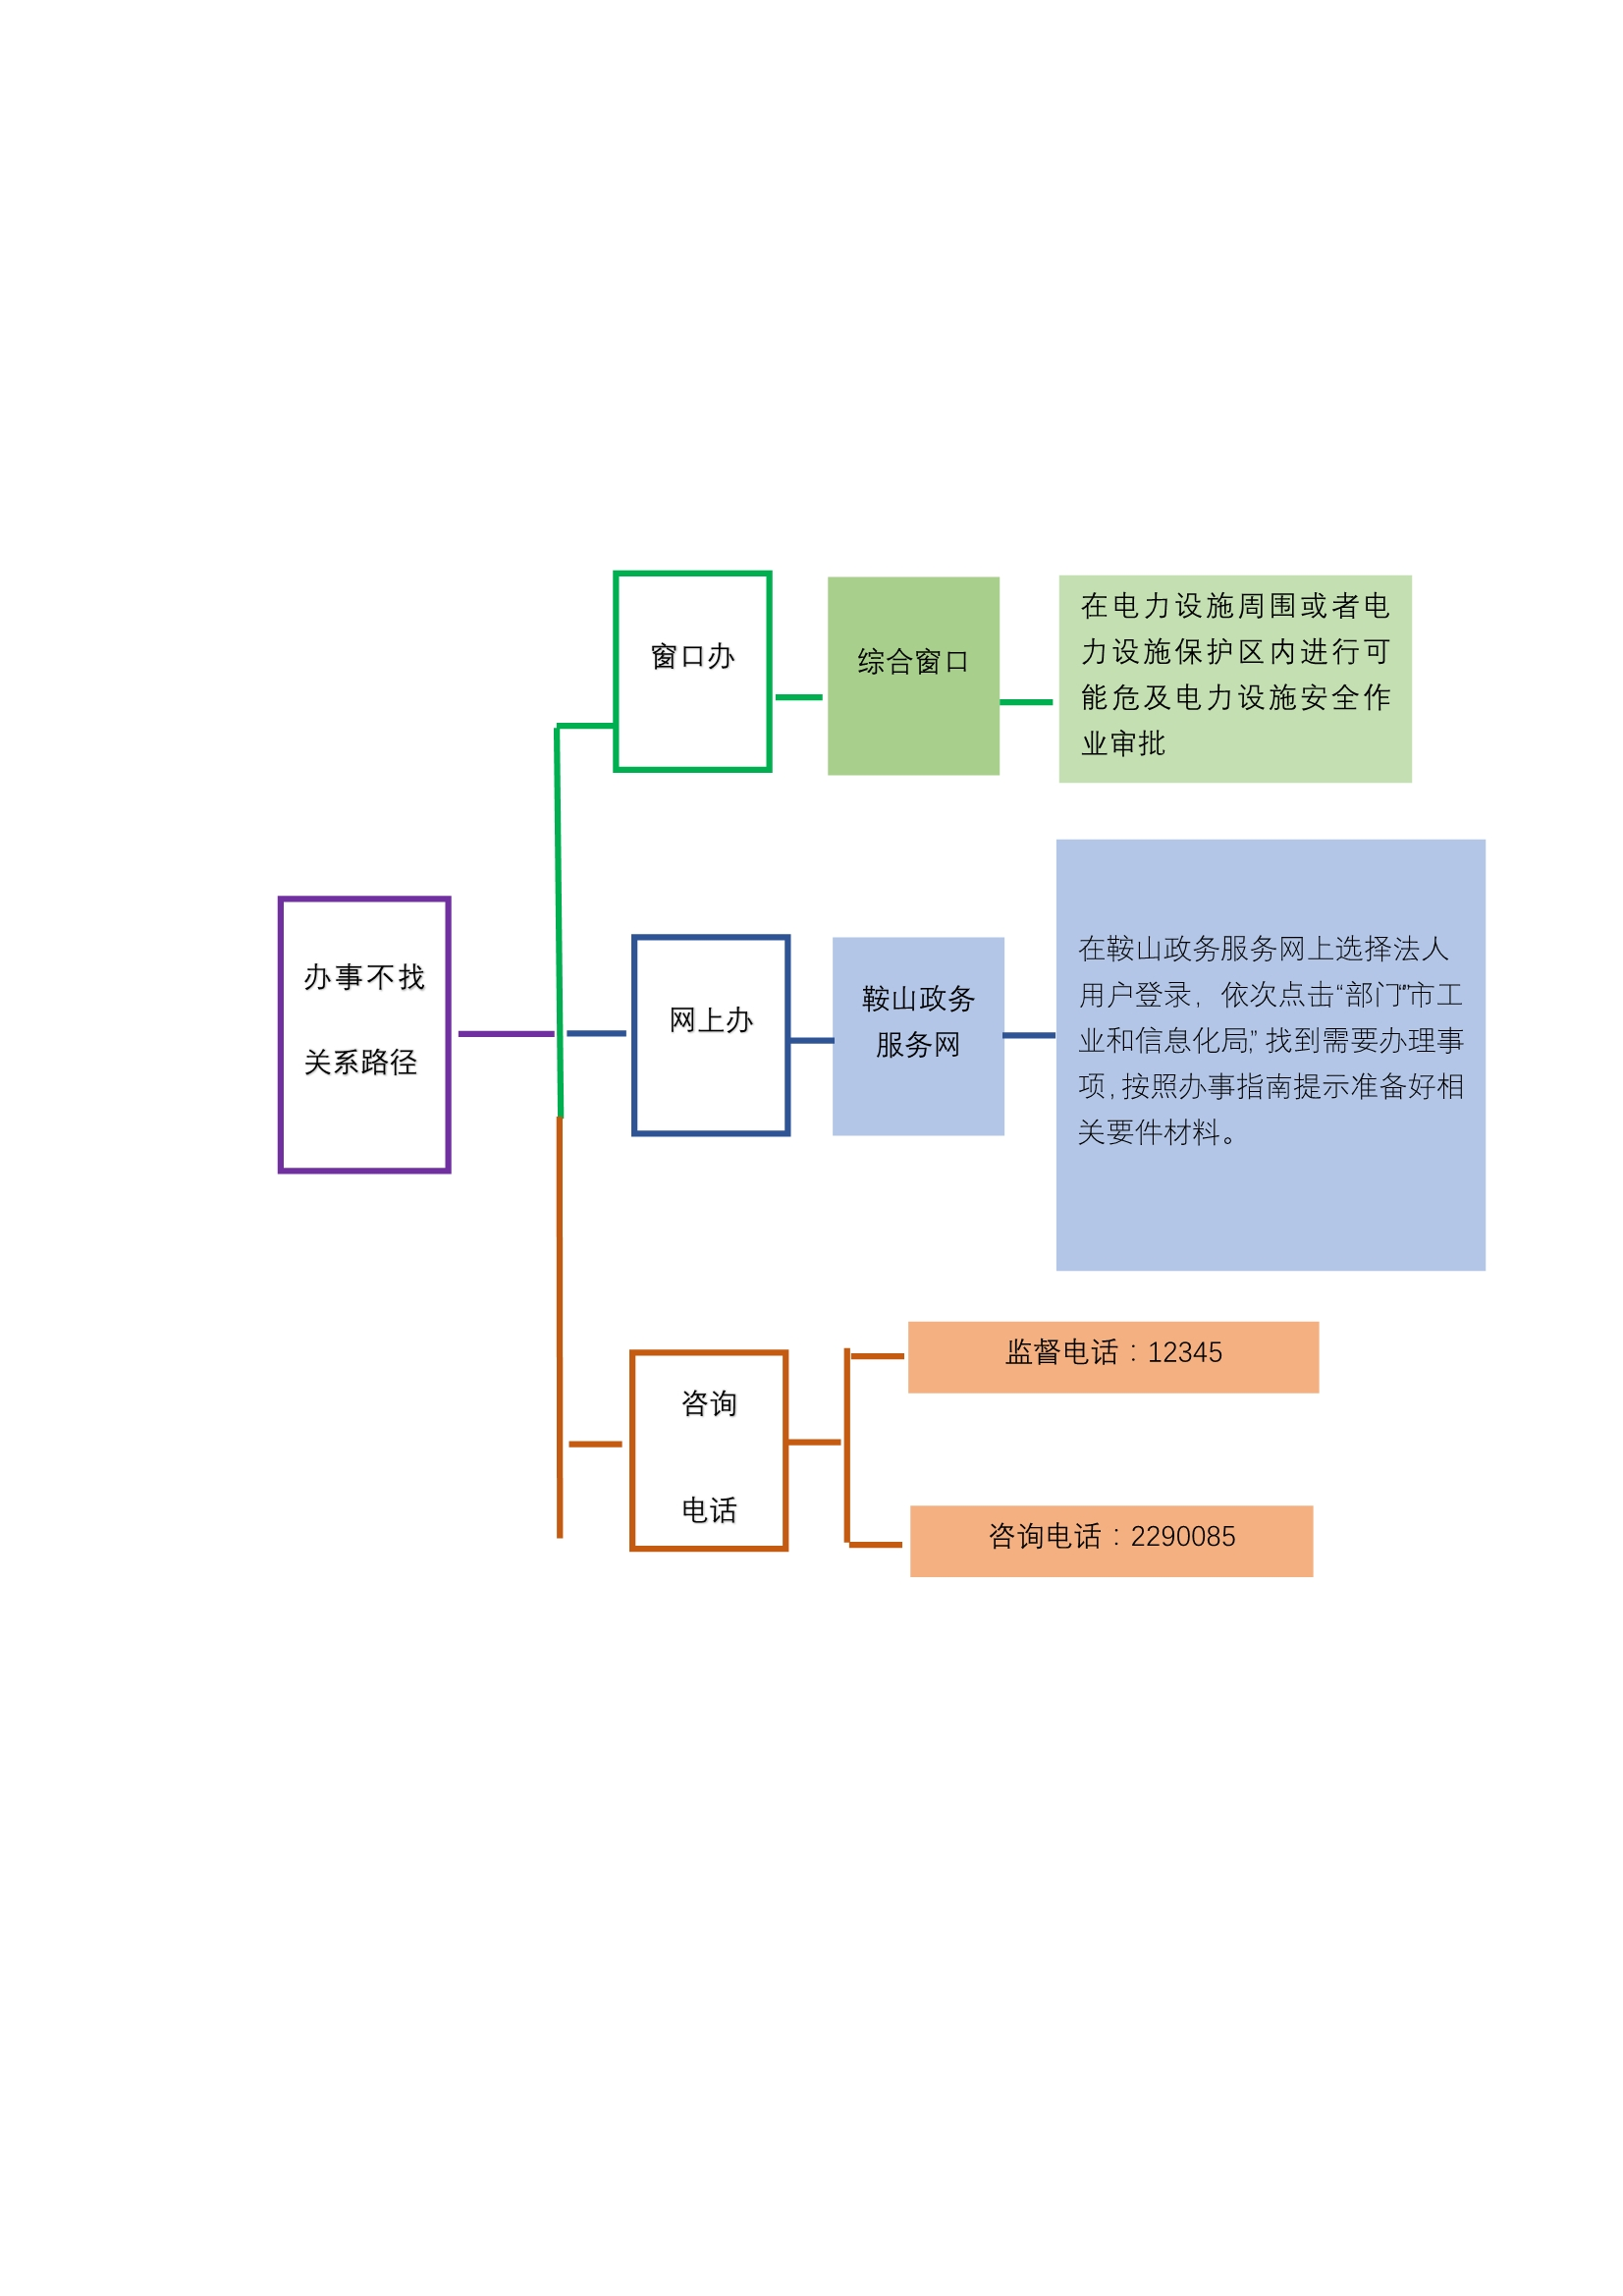 办事不找
关系路径
窗口办
综合窗口
在电力设施周围或者电
力设施保护区内进行可
能危及电力设施安全作
业审批
网上办
鞍山政务
服务网
在鞍山政务服务网上选择法人
用户登录，依次点击“部门”“市工
业和信息化局”，找到需要办理事
项，按照办事指南提示准备好相
关要件材料。
咨询
电话
监督电话：12345
咨询电话：2290085